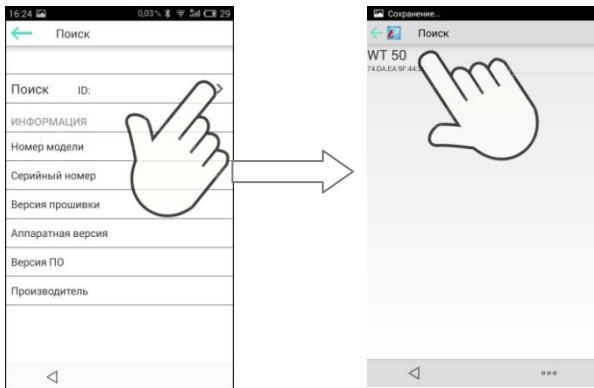 16:24 0,03 29
Поиск
Поиск ID:
ИНФОРМАЦИЯ
Номер модели
Серийный номер
Версия прошивки
Аппаратная версия
Версия ПО
Производитель
Сохранение...
Поиск
WT 50
74:DA:EA:9F:44: